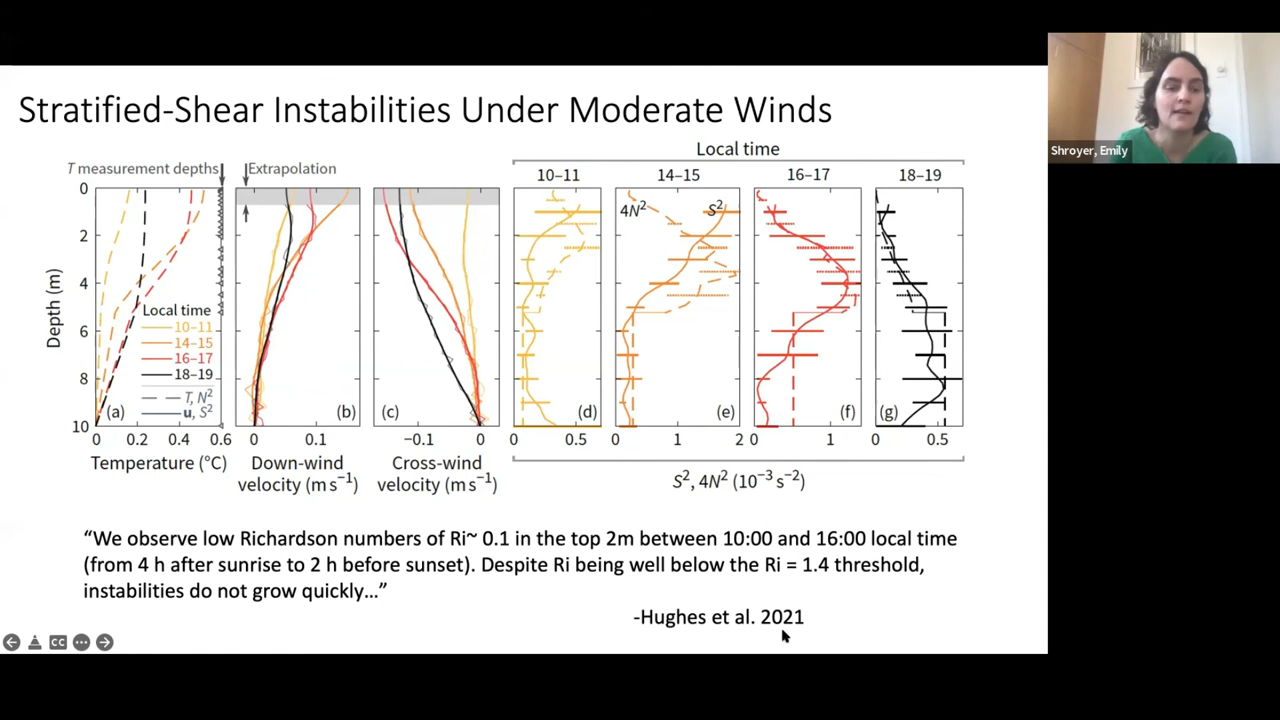 Stratified-Shear Instabilities Under Moderate Winds
Shroyer, Emily
Local time
T measurement depths
Extrapolation
10–11
14–15
16–17
18–19
0
2
4
6
8
10
Depth (m)
Local time
10–11
14–15
16–17
18–19
T, N²
u, S²
4N²
S²
(a)
(b)
(c)
(d)
(e)
(f)
(g)
0 0.2 0.4 0.6
0 0.1
−0.1 0
0 0.5
0 1 2
0 1
0 0.5
Temperature (°C)
Down-wind
velocity (m s⁻¹)
Cross-wind
velocity (m s⁻¹)
S², 4N² (10⁻³ s⁻²)
“We observe low Richardson numbers of Ri~ 0.1 in the top 2m between 10:00 and 16:00 local time
(from 4 h after sunrise to 2 h before sunset). Despite Ri being well below the Ri = 1.4 threshold,
instabilities do not grow quickly…”
-Hughes et al. 2021
CC